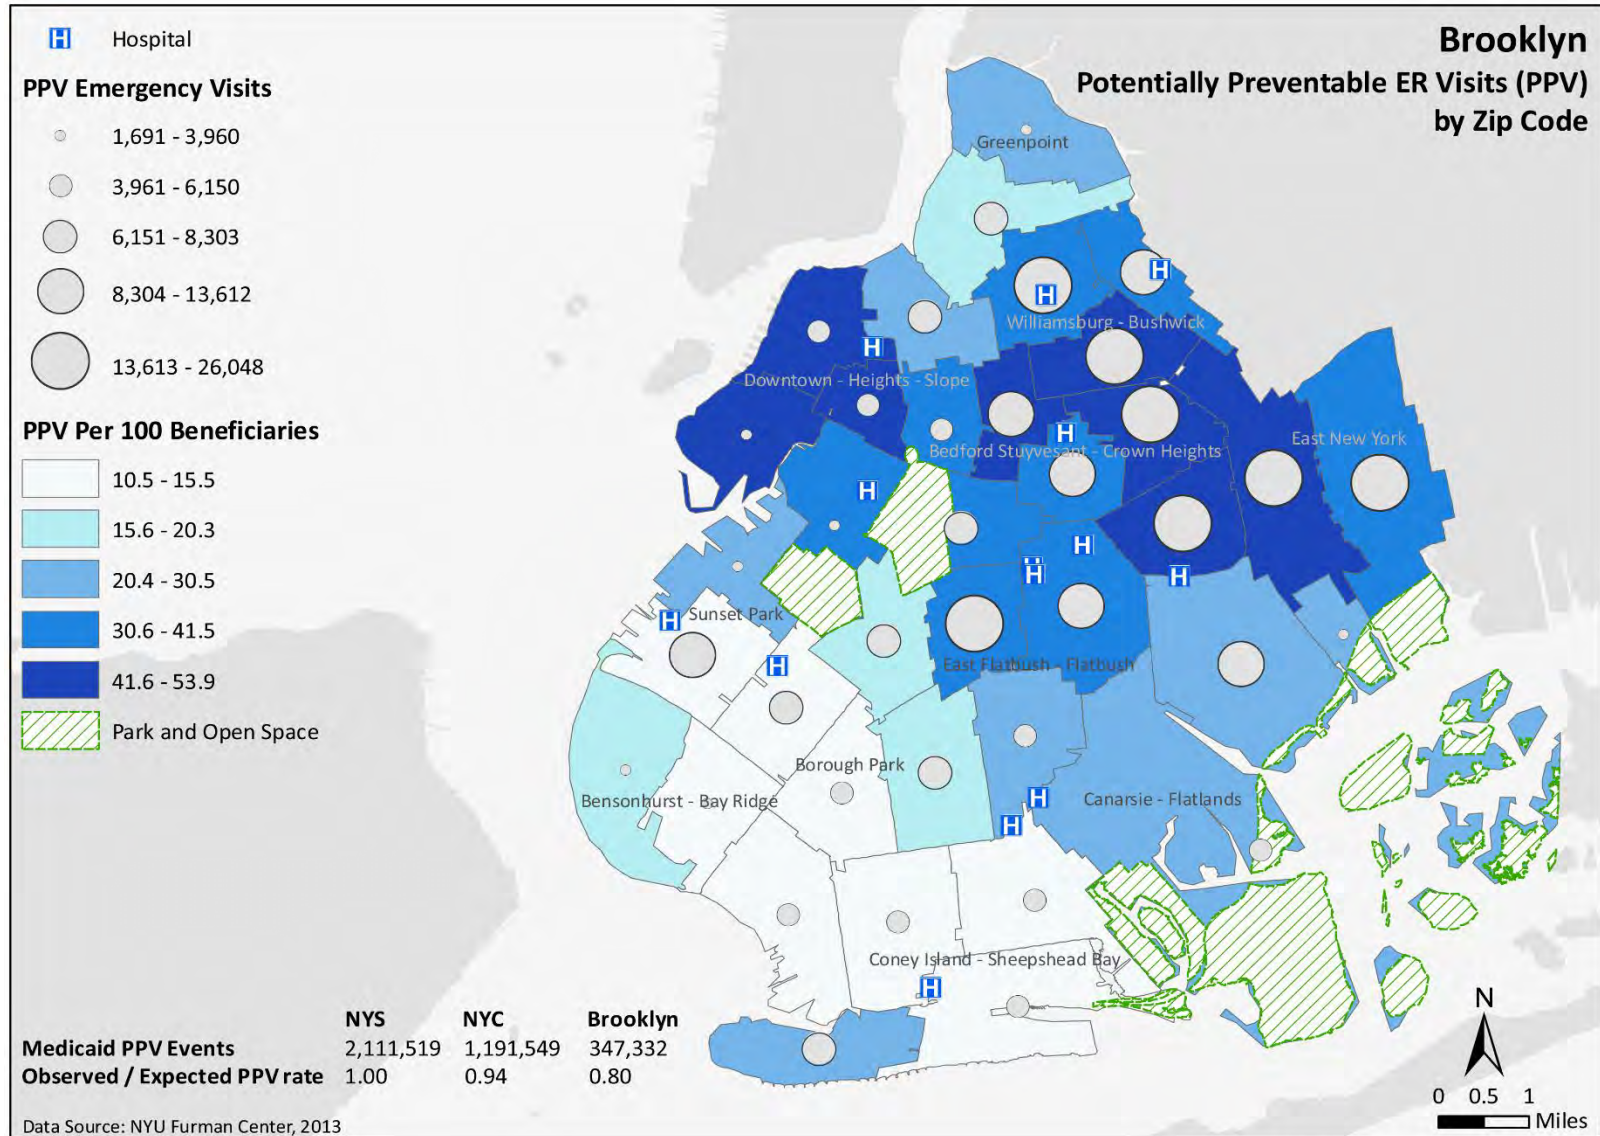 Brooklyn
Potentially Preventable ER Visits (PPV)
by Zip Code
H Hospital
PPV Emergency Visits
1,691 - 3,960
3,961 - 6,150
6,151 - 8,303
8,304 - 13,612
13,613 - 26,048
PPV Per 100 Beneficiaries
10.5 - 15.5
15.6 - 20.3
20.4 - 30.5
30.6 - 41.5
41.6 - 53.9
Park and Open Space
Greenpoint
H
H
Williamsburg - Bushwick
H
Downtown - Heights - Slope
H
East New York
Bedford Stuyvesant - Crown Heights
H
H
H
H
H
Sunset Park
H
H
East Flatbush - Flatbush
Borough Park
Bensonhurst - Bay Ridge
H
Canarsie - Flatlands
H
Coney Island - Sheepshead Bay
H
N
NYS NYC Brooklyn
Medicaid PPV Events 2,111,519 1,191,549 347,332
Observed / Expected PPV rate 1.00 0.94 0.80
0 0.5 1
Miles
Data Source: NYU Furman Center, 2013